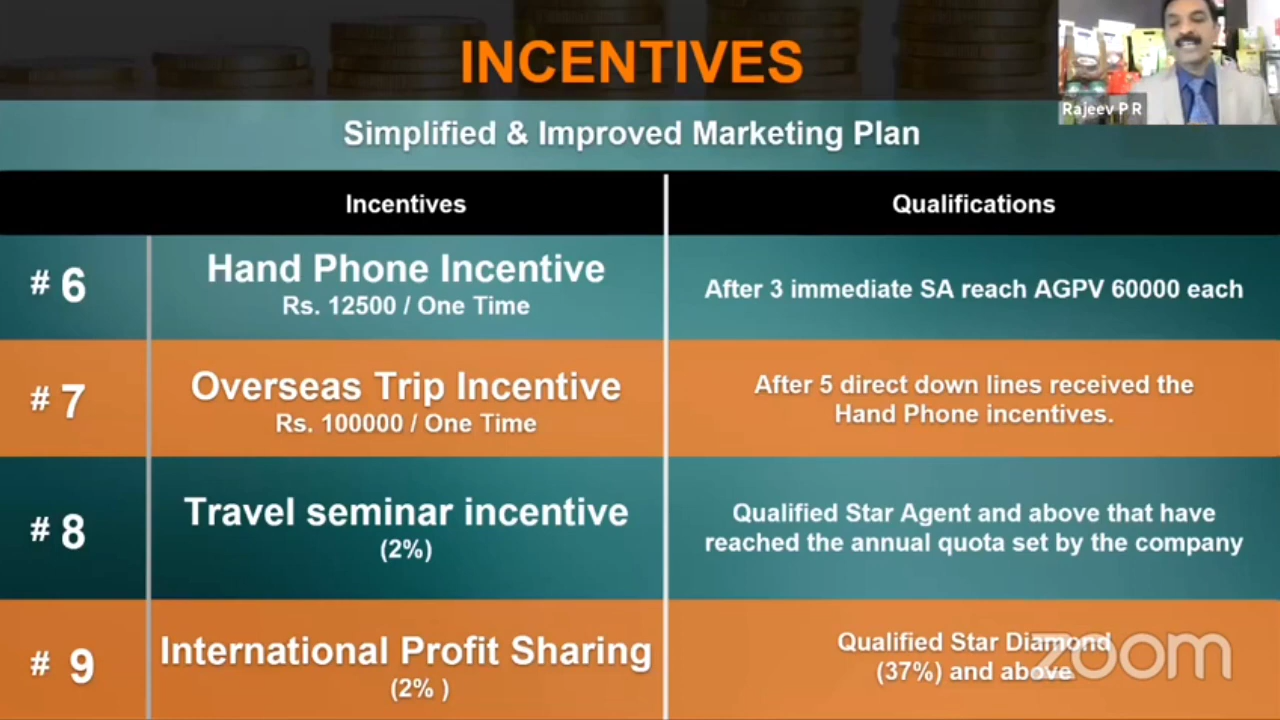 INCENTIVES
Rajeev P R
Simplified & Improved Marketing Plan
Incentives
Qualifications
# 6
Hand Phone Incentive
Rs. 12500 / One Time
After 3 immediate SA reach AGPV 60000 each
# 7
Overseas Trip Incentive
Rs. 100000 / One Time
After 5 direct down lines received the
Hand Phone incentives.
# 8
Travel seminar incentive
(2%)
Qualified Star Agent and above that have
reached the annual quota set by the company
# 9
International Profit Sharing
(2% )
Qualified Star Diamond
(37%) and above
zoom